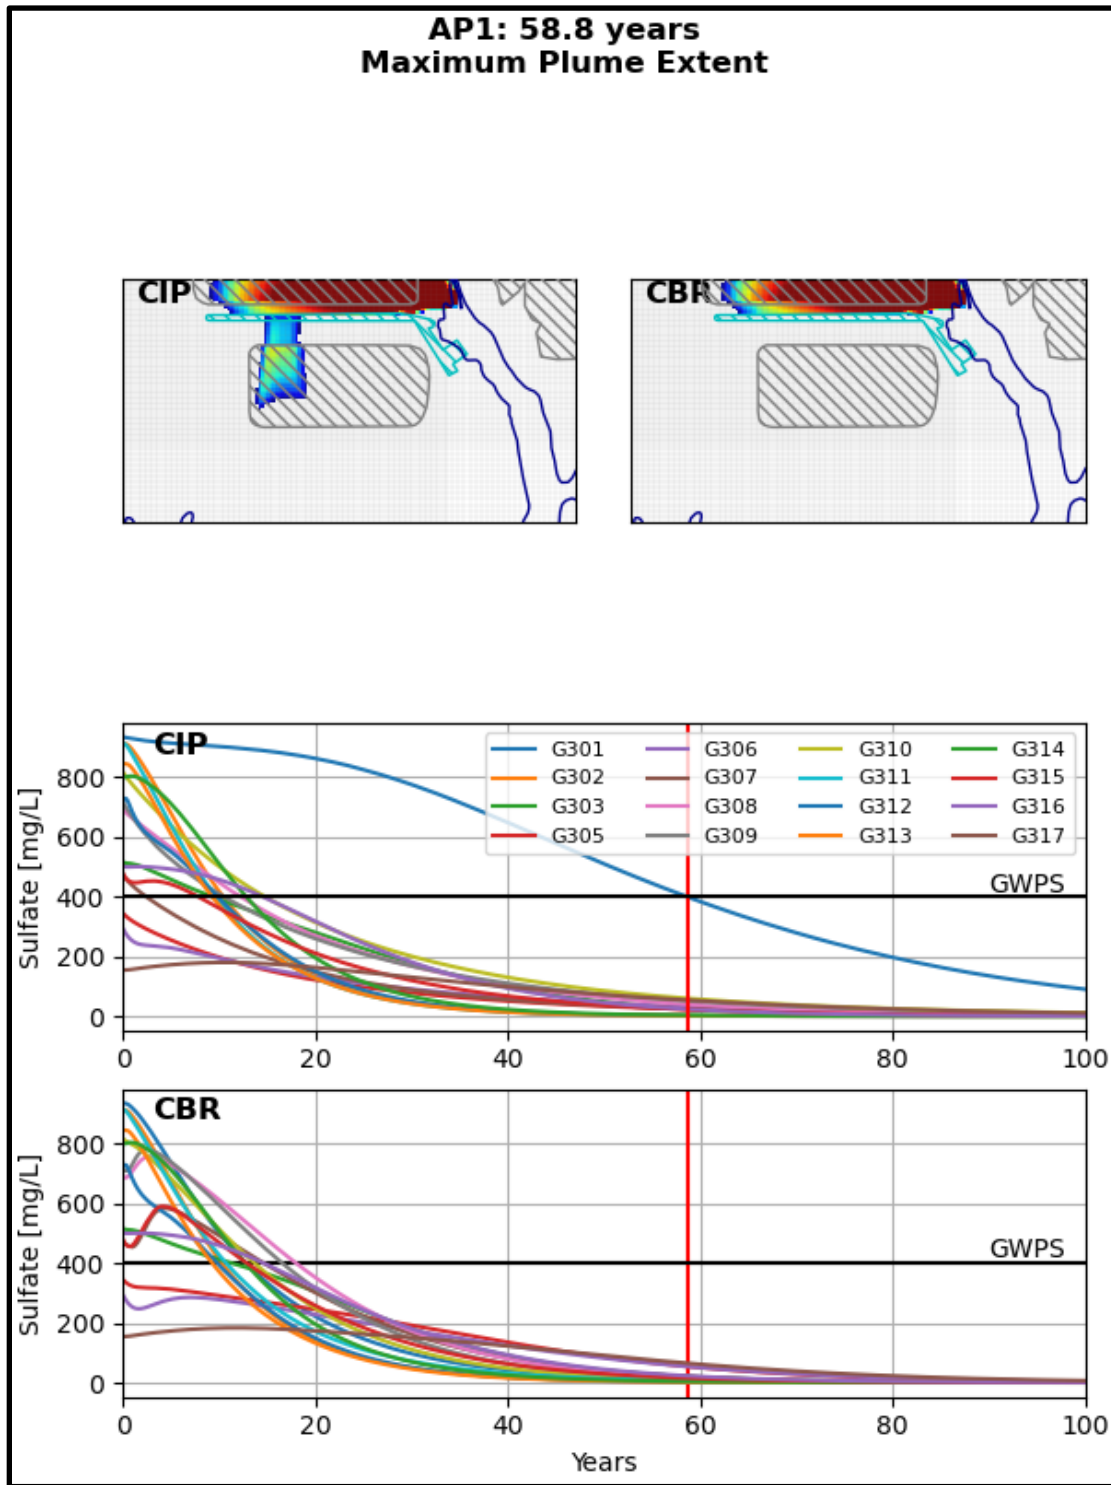 AP1: 58.8 years
Maximum Plume Extent
CIP
CBR
CIP
G301 G306 G310 G314
G302 G307 G311 G315
G303 G308 G312 G316
G305 G309 G313 G317
GWPS
Sulfate [mg/L]
800
600
400
200
0
0 20 40 60 80 100
CBR
GWPS
Sulfate [mg/L]
800
600
400
200
0
0 20 40 60 80 100
Years